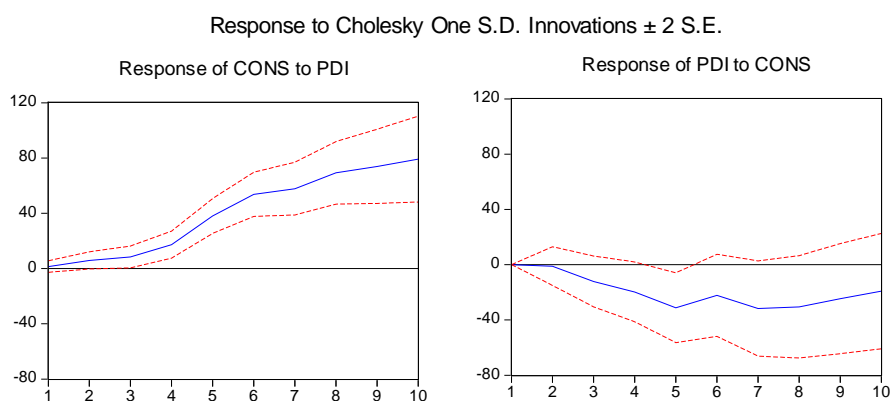 Response to Cholesky One S.D. Innovations ± 2 S.E.
Response of CONS to PDI
120
80
40
0
-40
-80
1 2 3 4 5 6 7 8 9 10
Response of PDI to CONS
120
80
40
0
-40
-80
1 2 3 4 5 6 7 8 9 10